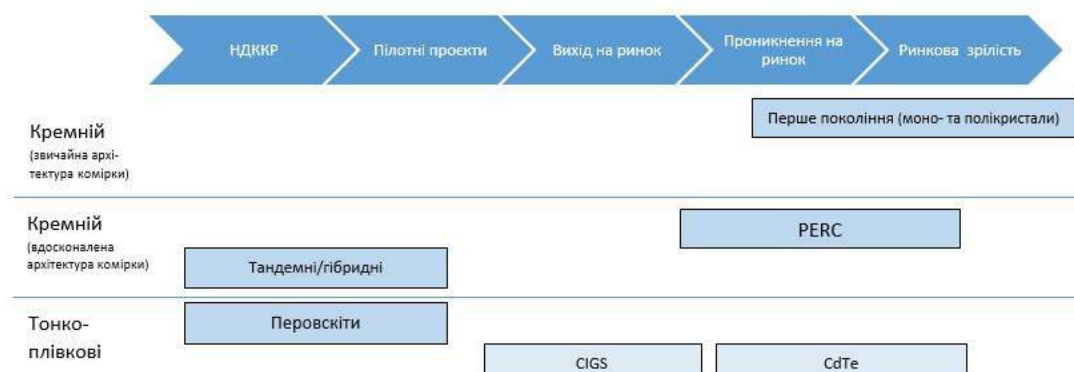 НДККР
Пілотні проєкти
Вихід на ринок
Проникнення на
ринок
Ринкова зрілість
Перше покоління (моно- та полікристали)
Кремній
(звичайна архі-
тектура комірки)
Кремній
(вдосконалена
архітектура комірки)
PERC
Тандемні/гібридні
Тонко-
плівкові
Перовскіти
CIGS
CdTe